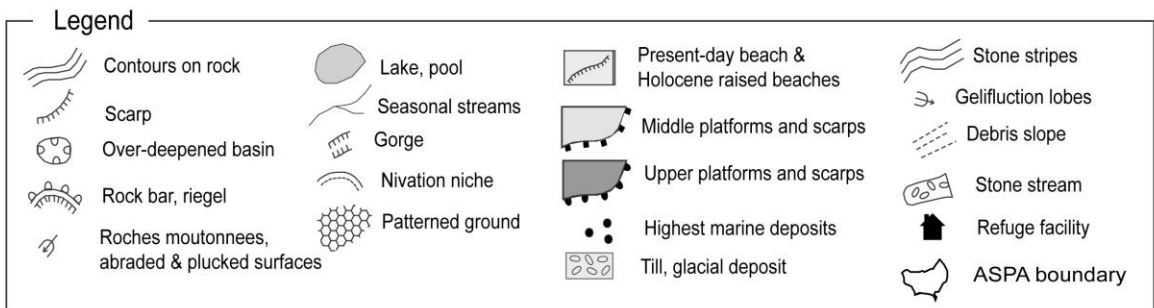 Legend
Contours on rock
Scarp
Over-deepened basin
Rock bar, riegel
Roches moutonnees,
abraded & plucked surfaces
Lake, pool
Seasonal streams
Gorge
Nivation niche
Patterned ground
Present-day beach &
Holocene raised beaches
Middle platforms and scarps
Upper platforms and scarps
Highest marine deposits
Till, glacial deposit
Stone stripes
Gelifluction lobes
Debris slope
Stone stream
Refuge facility
ASPA boundary